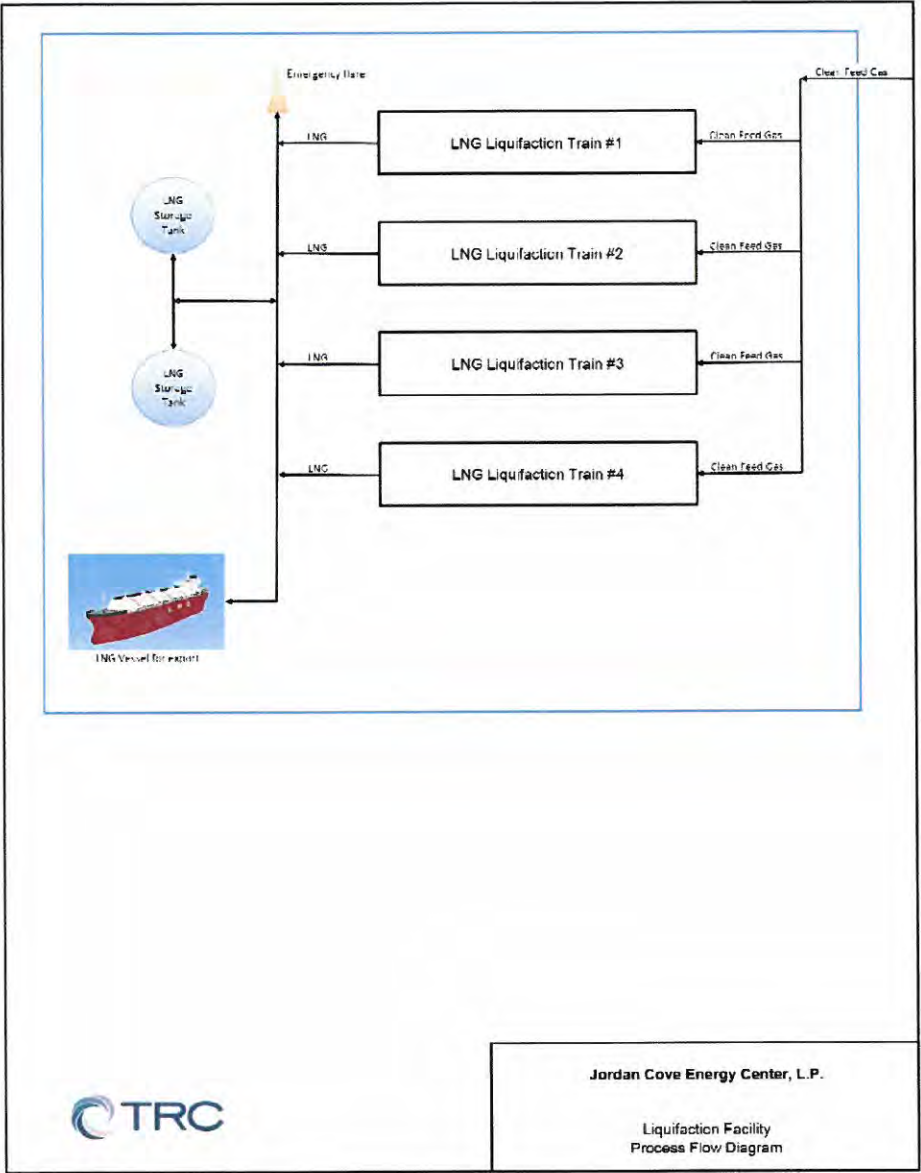 Emergency flare
Clean Feed Gas
LNG
LNG Liquifaction Train #1
Clean Feed Gas
LNG
Storage
Tank
LNG
LNG Liquifaction Train #2
Clean Feed Gas
LNG
LNG Liquifaction Train #3
Clean Feed Gas
LNG
Storage
Tank
LNG
LNG Liquifaction Train #4
Clean Feed Gas
LNG
LNG Vessel for export
Jordan Cove Energy Center, L.P.
TRC
Liquifaction Facility
Process Flow Diagram